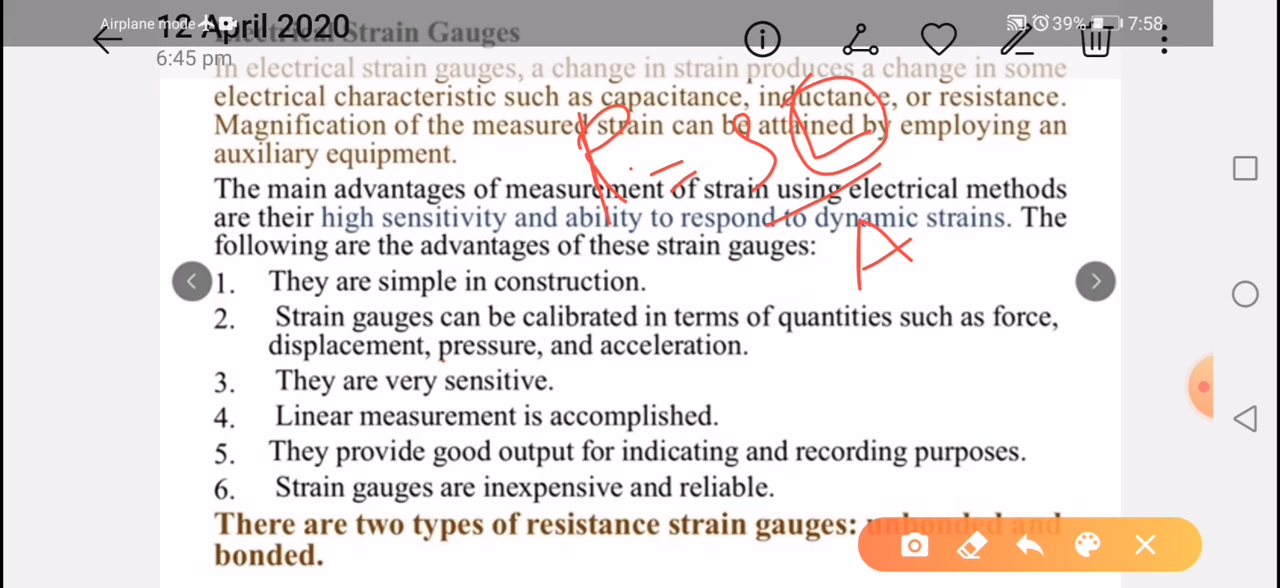 Airplane mode
39% 7:58
12 April 2020
6:45 pm
Electrical Strain Gauges
In electrical strain gauges, a change in strain produces a change in some
electrical characteristic such as capacitance, inductance, or resistance.
Magnification of the measured strain can be attained by employing an
auxiliary equipment.
R = S L
A
The main advantages of measurement of strain using electrical methods
are their high sensitivity and ability to respond to dynamic strains. The
following are the advantages of these strain gauges:
1. They are simple in construction.
2. Strain gauges can be calibrated in terms of quantities such as force,
displacement, pressure, and acceleration.
3. They are very sensitive.
4. Linear measurement is accomplished.
5. They provide good output for indicating and recording purposes.
6. Strain gauges are inexpensive and reliable.
There are two types of resistance strain gauges: unbonded and
bonded.